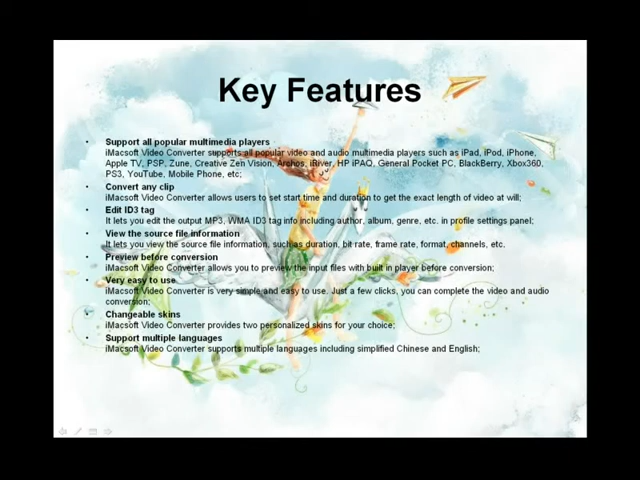 Key Features
• Support all popular multimedia players
iMacsoft Video Converter supports all popular video and audio multimedia players such as iPad, iPod, iPhone,
Apple TV, PSP, Zune, Creative Zen Vision, Archos, iRiver, HP iPAQ, General Pocket PC, BlackBerry, Xbox360,
PS3, YouTube, Mobile Phone, etc;
• Convert any clip
iMacsoft Video Converter allows users to set start time and duration to get the exact length of video at will;
• Edit ID3 tag
It lets you edit the output MP3, WMA ID3 tag info including author, album, genre, etc. in profile settings panel;
• View the source file information
It lets you view the source file information, such as duration, bit rate, frame rate, format, channels, etc.
• Preview before conversion
iMacsoft Video Converter allows you to preview the input files with built in player before conversion;
• Very easy to use
iMacsoft Video Converter is very simple and easy to use. Just a few clicks, you can complete the video and audio
conversion;
• Changeable skins
iMacsoft Video Converter provides two personalized skins for your choice;
• Support multiple languages
iMacsoft Video Converter supports multiple languages including simplified Chinese and English;